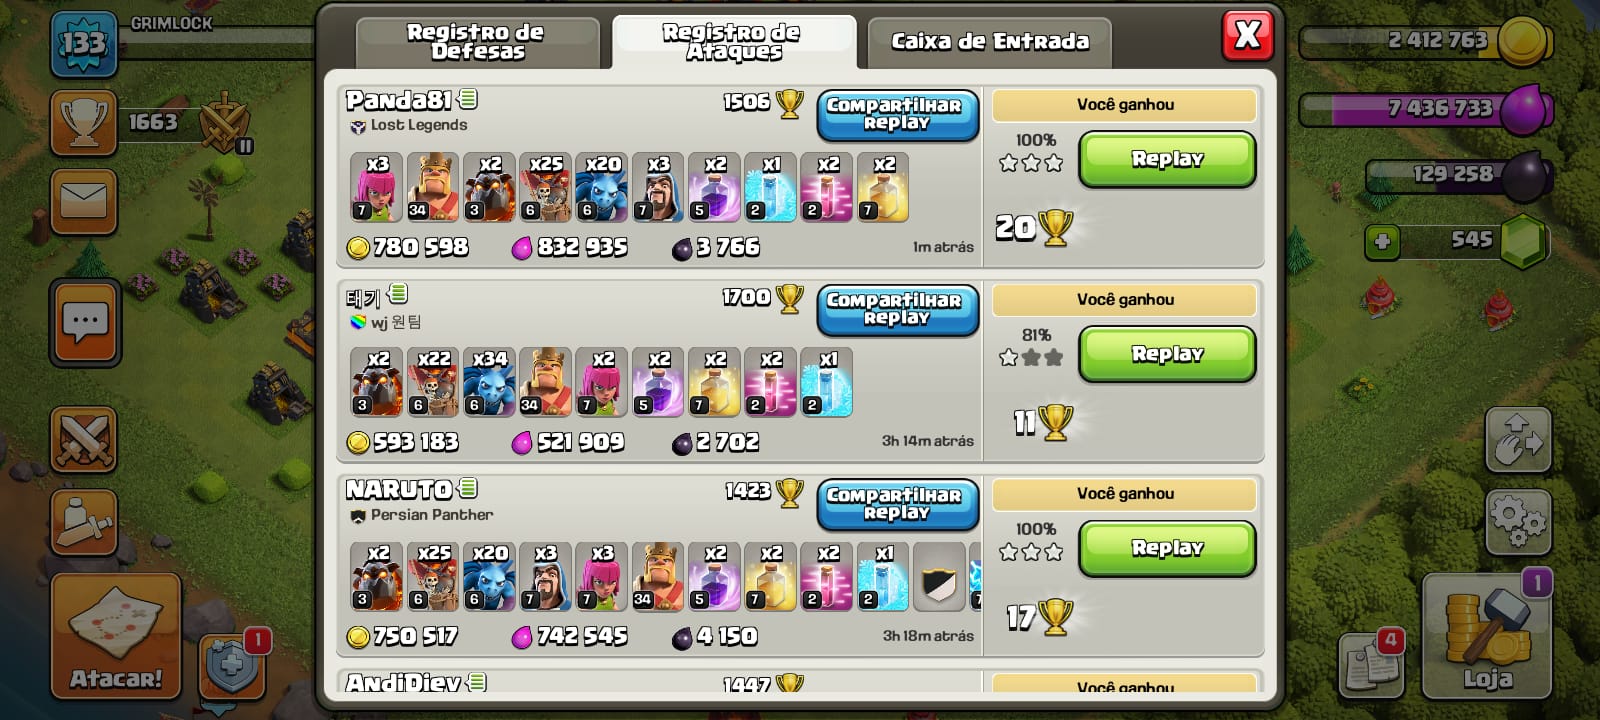 133
GRIMLOCK
1663
Registro de
Defesas
Registro de
Ataques
Caixa de Entrada
X
2 412 763
7 436 733
129 258
545
Panda81
1506
Compartilhar
Replay
Lost Legends
x3
x2
x25
x20
x3
x2
x1
x2
x2
7
34
3
6
6
7
5
2
2
7
780 598
832 935
3 766
1m atrás
Você ganhou
100%
Replay
20
태기
1700
Compartilhar
Replay
wj 원팀
x2
x22
x34
x2
x2
x2
x2
x1
3
6
6
34
7
5
7
2
2
593 183
521 909
2 702
3h 14m atrás
Você ganhou
81%
Replay
11
NARUTO
1423
Compartilhar
Replay
Persian Panther
x2
x25
x20
x3
x3
x2
x2
x2
x1
3
6
6
7
7
34
5
7
2
2
750 517
742 545
4 150
3h 18m atrás
Você ganhou
100%
Replay
17
AndiDiev
1447
Você ganhou
Atacar!
1
4
1
Loja